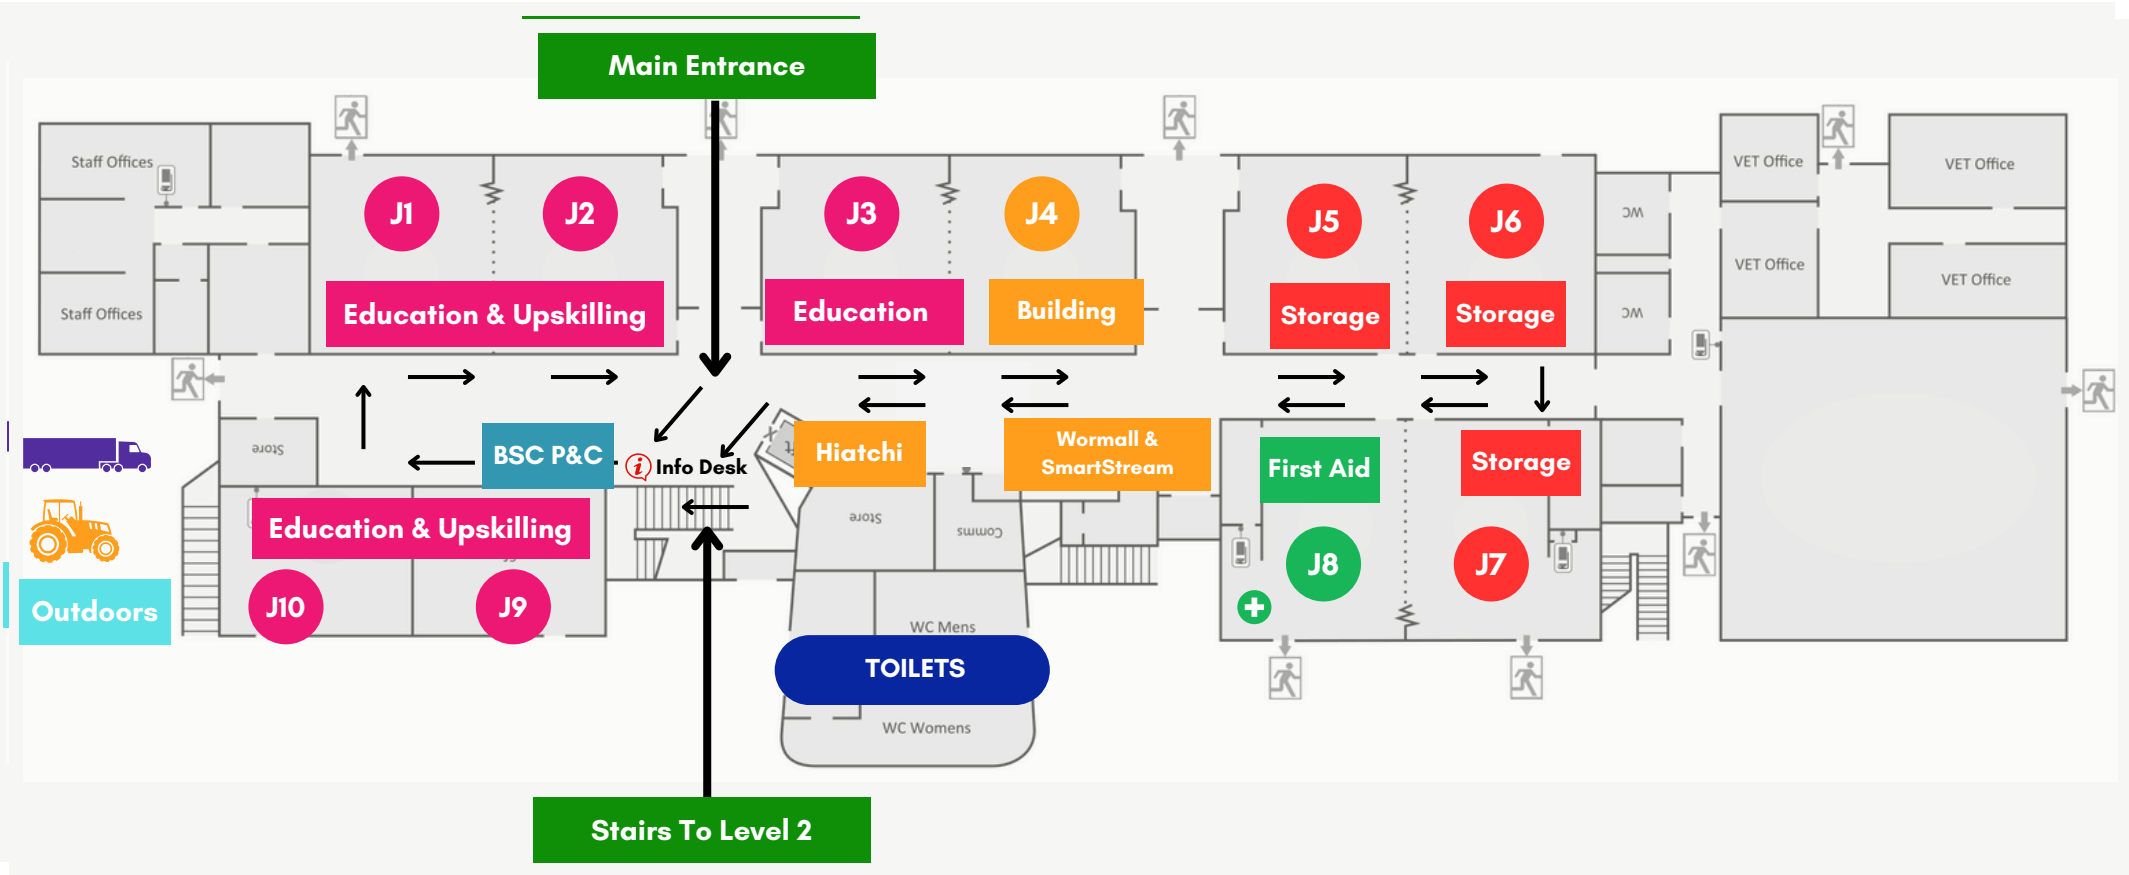 Main Entrance
Staff Offices
J1
J2
J3
J4
J5
J6
WC
VET Office
VET Office
Staff Offices
Education & Upskilling
Education
Building
Storage
Storage
WC
VET Office
VET Office
Store
BSC P&C
Info Desk
Hiatchi
Wormall &
SmartStream
First Aid
Storage
Education & Upskilling
Store
Comms
Outdoors
J10
J9
J8
J7
WC Mens
TOILETS
WC Womens
Stairs To Level 2